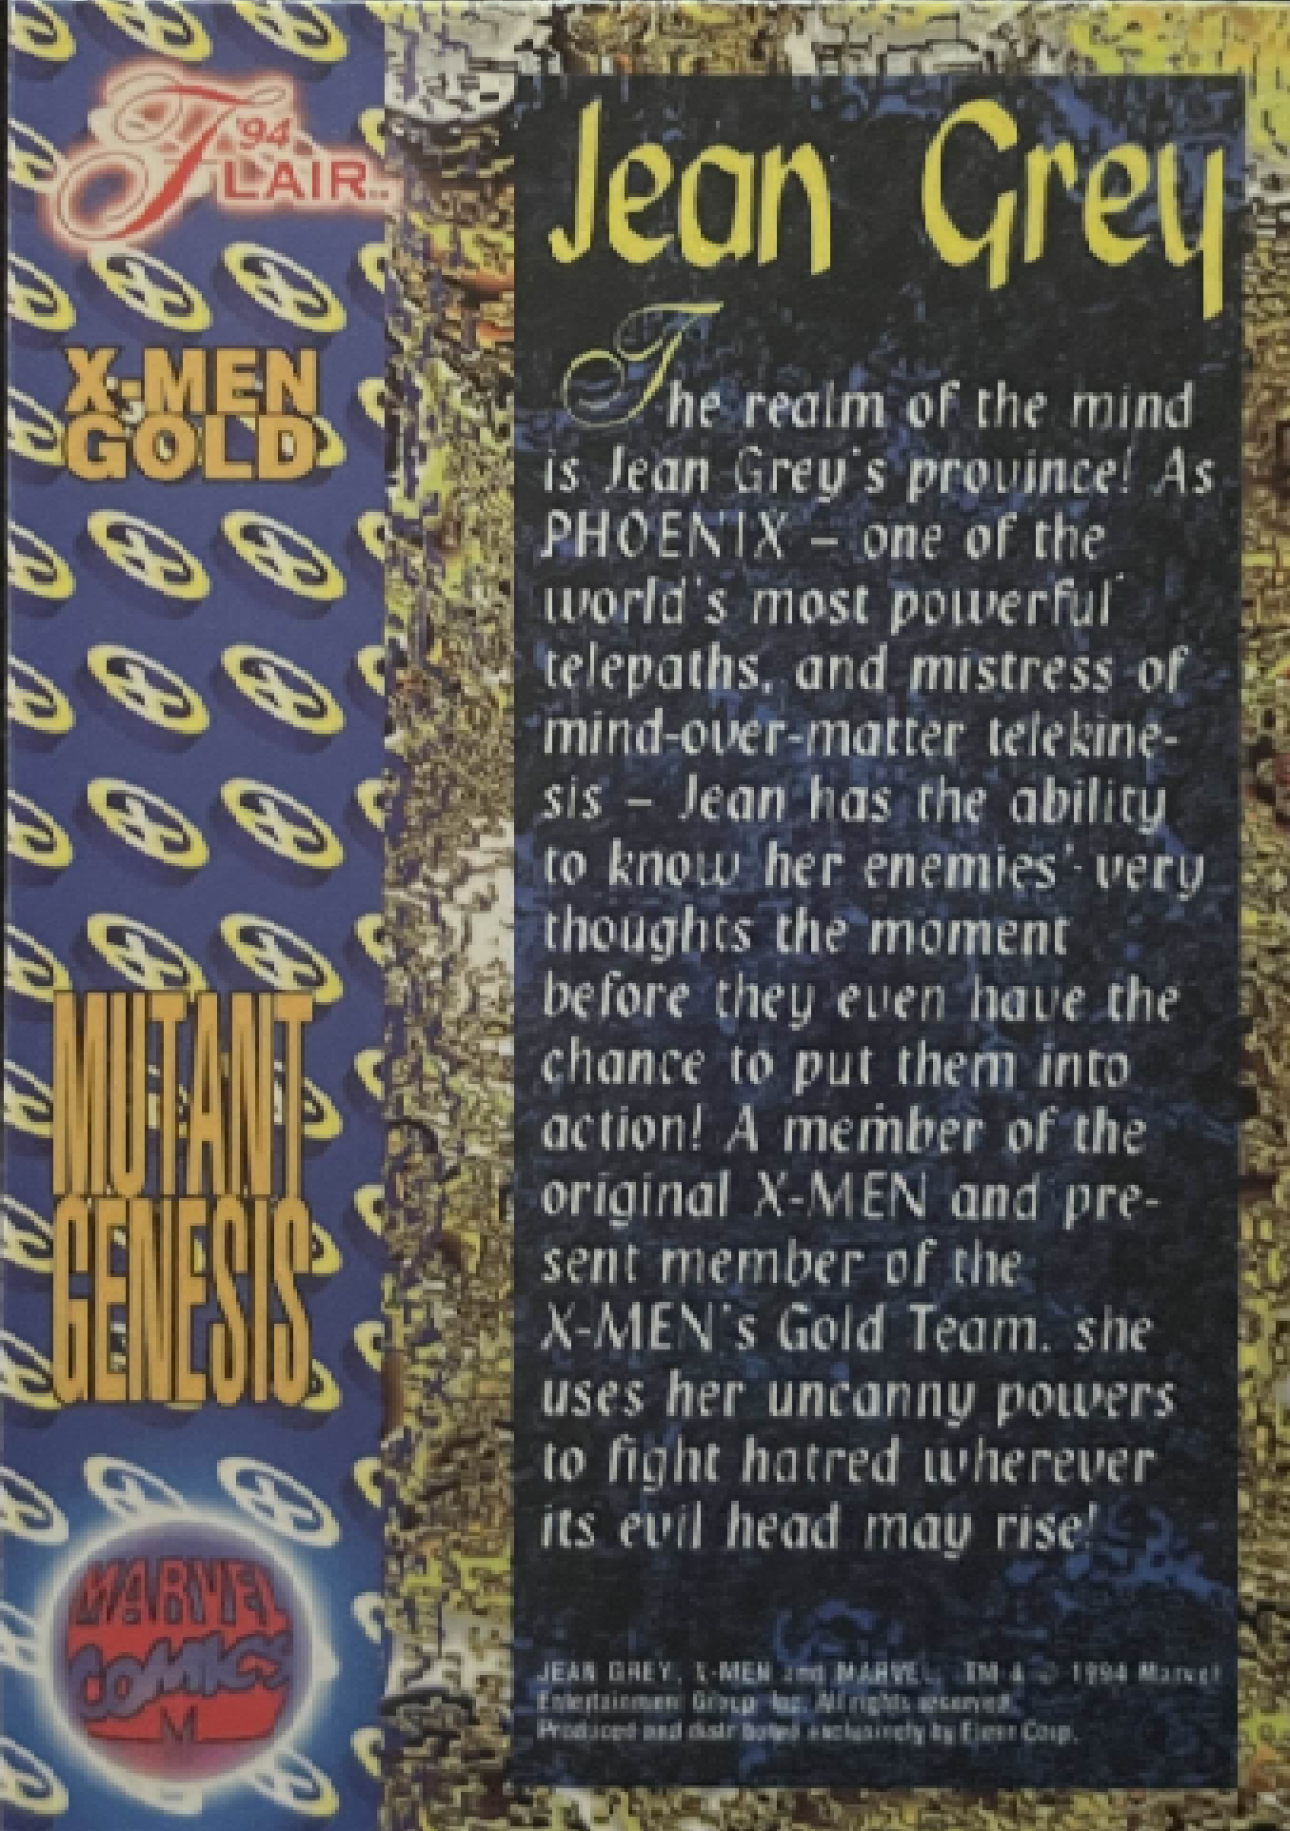 '94
FLAIR
X-MEN
GOLD
MUTANT
GENESIS
MARVEL
COMICS
M
Jean Grey
The realm of the mind
is Jean Grey's province! As
PHOENIX – one of the
world's most powerful
telepaths, and mistress of
mind-over-matter telekine-
sis – Jean has the ability
to know her enemies' very
thoughts the moment
before they even have the
chance to put them into
action! A member of the
original X-MEN and pre-
sent member of the
X-MEN's Gold Team, she
uses her uncanny powers
to fight hatred wherever
its evil head may rise!
JEAN GREY, X-MEN and MARVEL: TM & © 1994 Marvel
Entertainment Group, Inc. All rights reserved.
Produced and distributed exclusively by Fleer Corp.